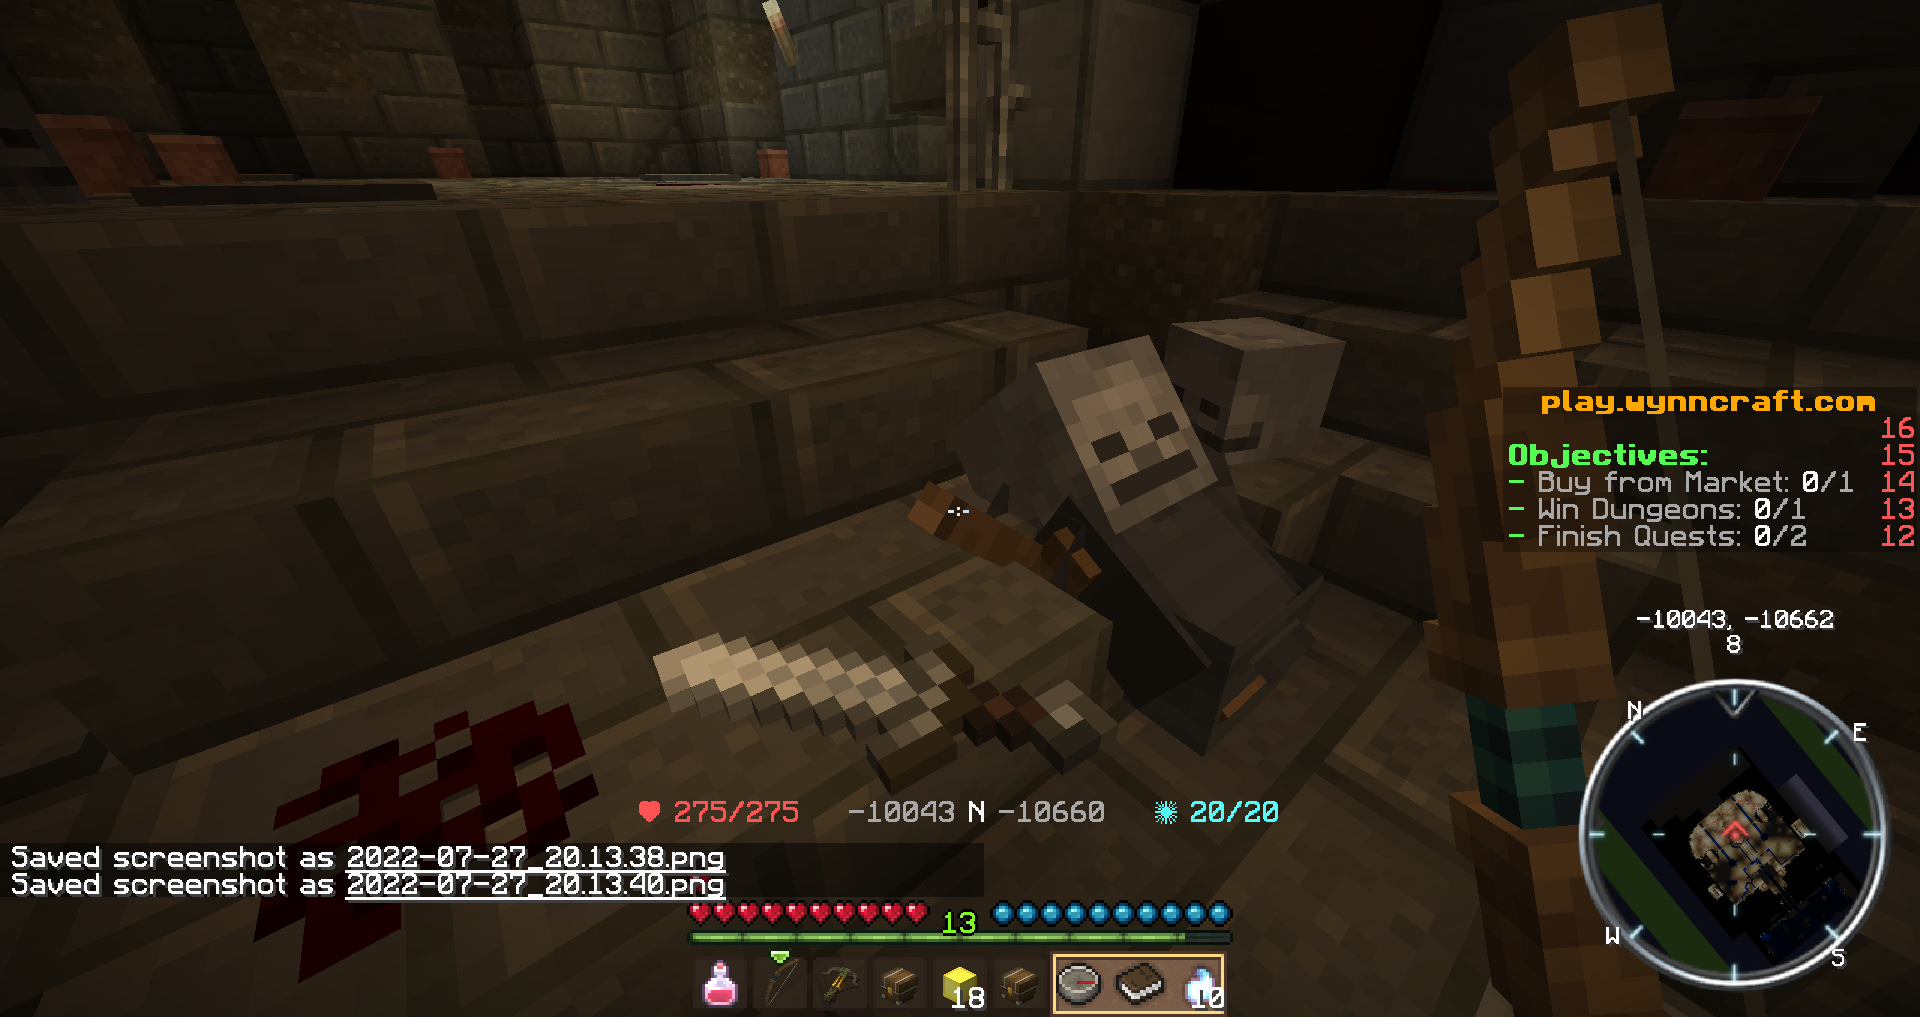 play.wynncraft.com
16
Objectives: 15
- Buy from Market: 0/1 14
- Win Dungeons: 0/1 13
- Finish Quests: 0/2 12
-10043, -10662
8
N
E
W
S
275/275 -10043 N -10660 20/20
Saved screenshot as 2022-07-27_20.13.38.png
Saved screenshot as 2022-07-27_20.13.40.png
13
18
10